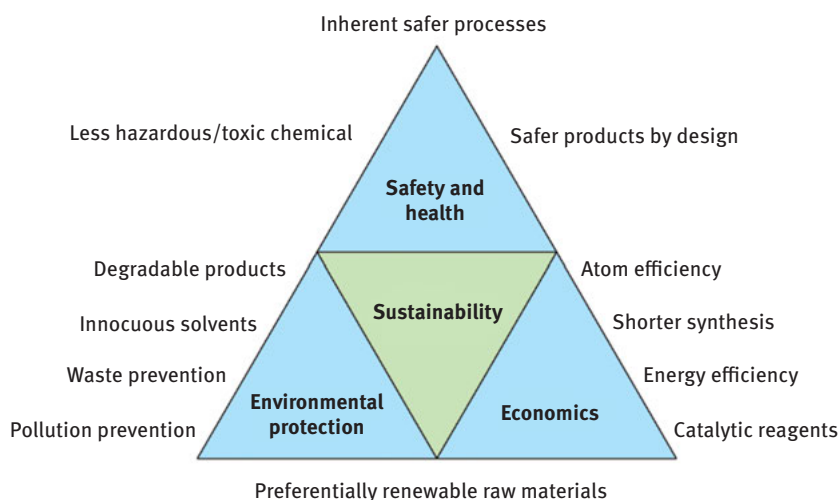 Inherent safer processes
Less hazardous/toxic chemical
Safer products by design
Safety and
health
Degradable products
Atom efficiency
Sustainability
Innocuous solvents
Shorter synthesis
Waste prevention
Energy efficiency
Environmental
protection
Economics
Pollution prevention
Catalytic reagents
Preferentially renewable raw materials